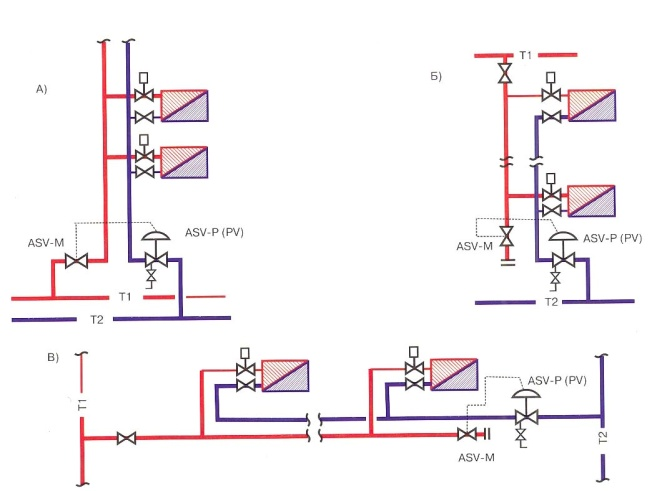 А)
ASV-M
ASV-P (PV)
T1
T2
Б)
T1
ASV-M
ASV-P (PV)
T2
В)
T1
ASV-P (PV)
ASV-M
T2